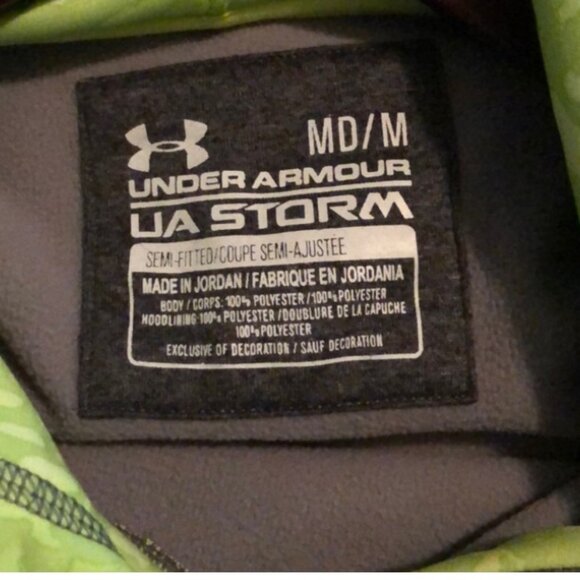 MD/M
UNDER ARMOUR
UA STORM
SEMI-FITTED/COUPE SEMI-AJUSTÉE
MADE IN JORDAN / FABRIQUE EN JORDANIA
BODY / CORPS: 100% POLYESTER / 100% POLYESTER
HOODLINING 100% POLYESTER / DOUBLURE DE LA CAPUCHE
100% POLYESTER
EXCLUSIVE OF DECORATION / SAUF DECORATION